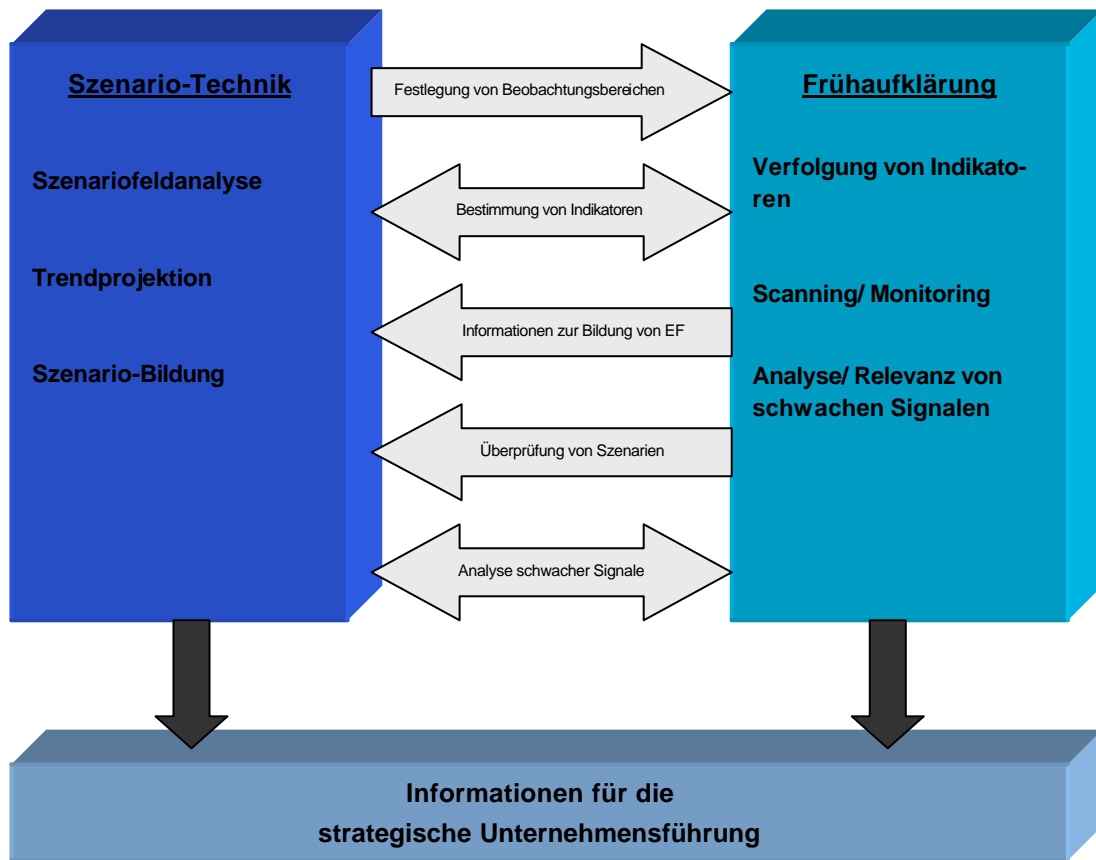 Szenario-Technik
Szenariofeldanalyse
Trendprojektion
Szenario-Bildung
Festlegung von Beobachtungsbereichen
Bestimmung von Indikatoren
Informationen zur Bildung von EF
Überprüfung von Szenarien
Analyse schwacher Signale
Frühaufklärung
Verfolgung von Indikato-
ren
Scanning/ Monitoring
Analyse/ Relevanz von
schwachen Signalen
Informationen für die
strategische Unternehmensführung